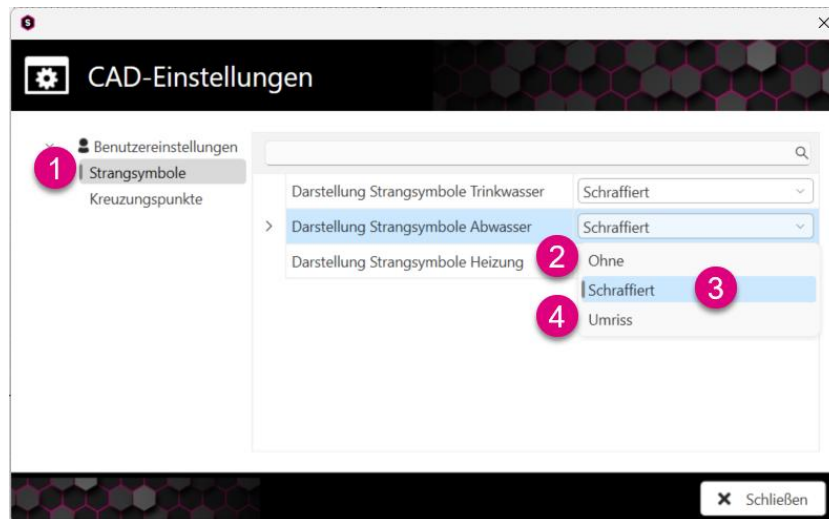 S
CAD-Einstellungen
Benutzereinstellungen
1
Strangsymbole
Kreuzungspunkte
Darstellung Strangsymbole Trinkwasser Schraffiert
Darstellung Strangsymbole Abwasser Schraffiert
Darstellung Strangsymbole Heizung 2 Ohne
Schraffiert 3
4 Umriss
Schließen